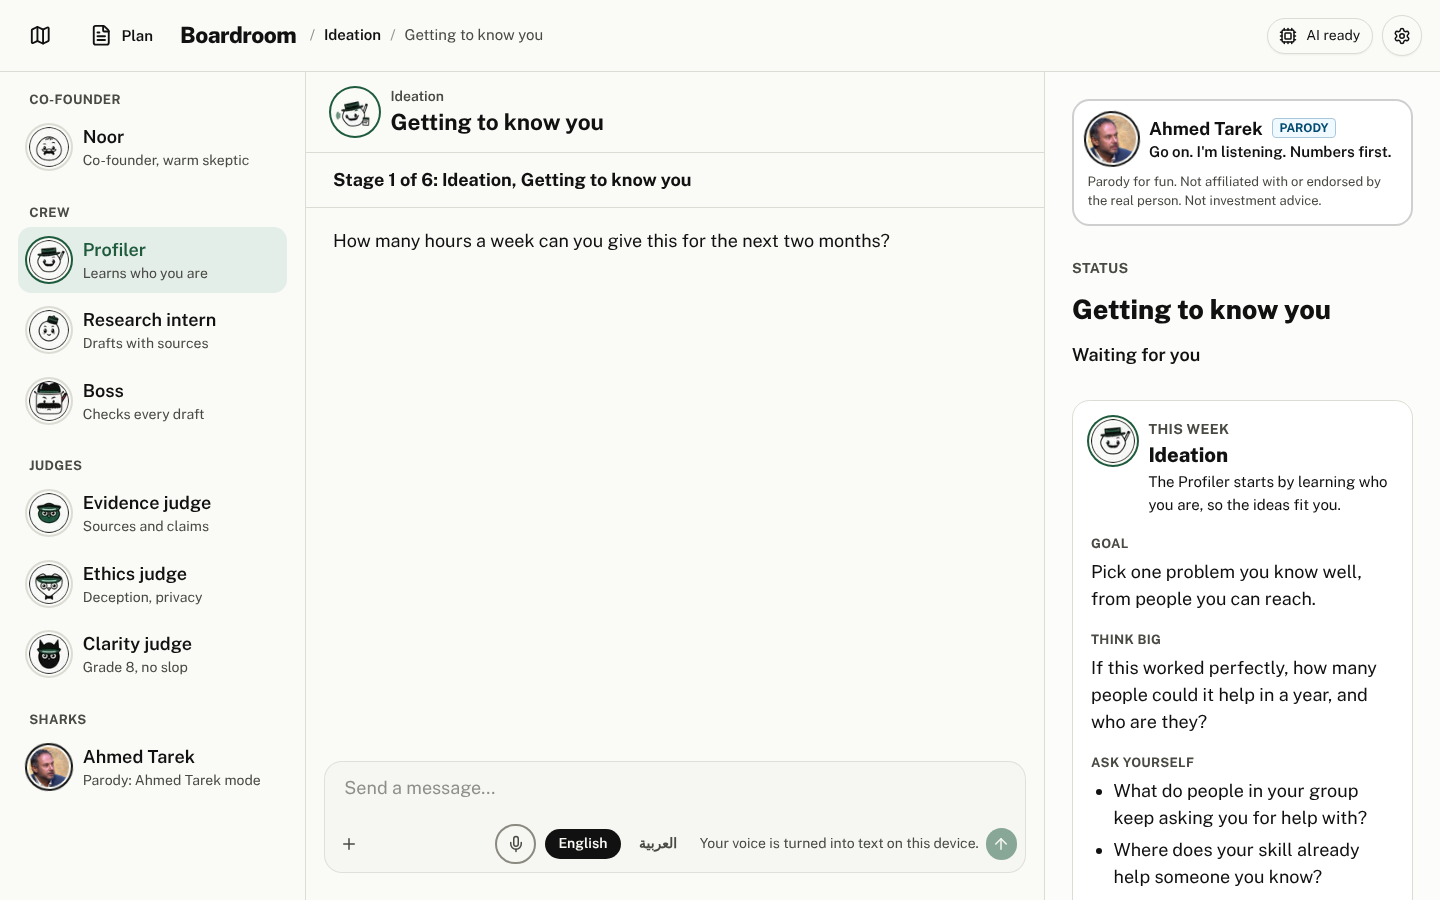 Plan
Boardroom / Ideation / Getting to know you
AI ready
CO-FOUNDER
Noor
Co-founder, warm skeptic
CREW
Profiler
Learns who you are
Research intern
Drafts with sources
Boss
Checks every draft
JUDGES
Evidence judge
Sources and claims
Ethics judge
Deception, privacy
Clarity judge
Grade 8, no slop
SHARKS
Ahmed Tarek
Parody: Ahmed Tarek mode
Ideation
Getting to know you
Stage 1 of 6: Ideation, Getting to know you
How many hours a week can you give this for the next two months?
Send a message...
English
العربية
Your voice is turned into text on this device.
Ahmed Tarek PARODY
Go on. I'm listening. Numbers first.
Parody for fun. Not affiliated with or endorsed by
the real person. Not investment advice.
STATUS
Getting to know you
Waiting for you
THIS WEEK
Ideation
The Profiler starts by learning who
you are, so the ideas fit you.
GOAL
Pick one problem you know well,
from people you can reach.
THINK BIG
If this worked perfectly, how many
people could it help in a year, and
who are they?
ASK YOURSELF
• What do people in your group
keep asking you for help with?
• Where does your skill already
help someone you know?